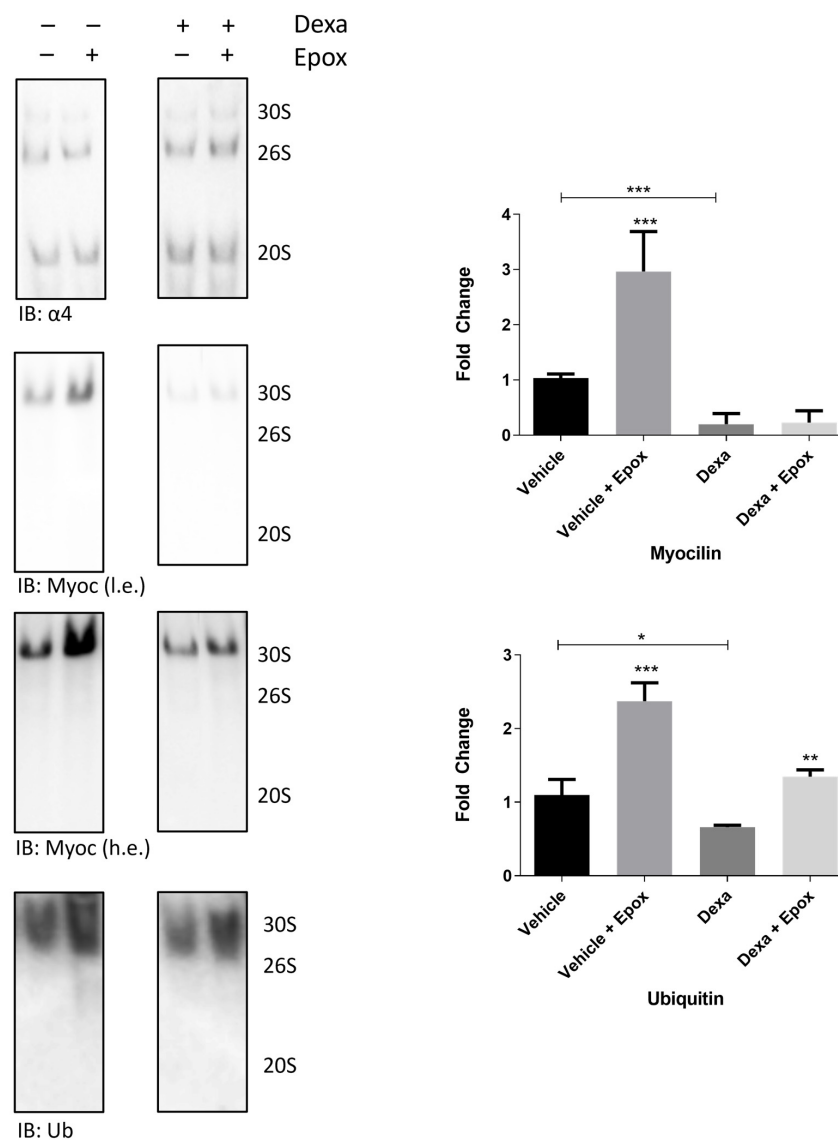 − − + + Dexa
− + − + Epox
30S
26S
20S
IB: α4
30S
26S
20S
IB: Myoc (l.e.)
30S
26S
20S
IB: Myoc (h.e.)
30S
26S
20S
IB: Ub
***
***
4
3
2
1
0
Fold Change
Vehicle
Vehicle + Epox
Dexa
Dexa + Epox
Myocilin
*
***
**
3
2
1
0
Fold Change
Vehicle
Vehicle + Epox
Dexa
Dexa + Epox
Ubiquitin